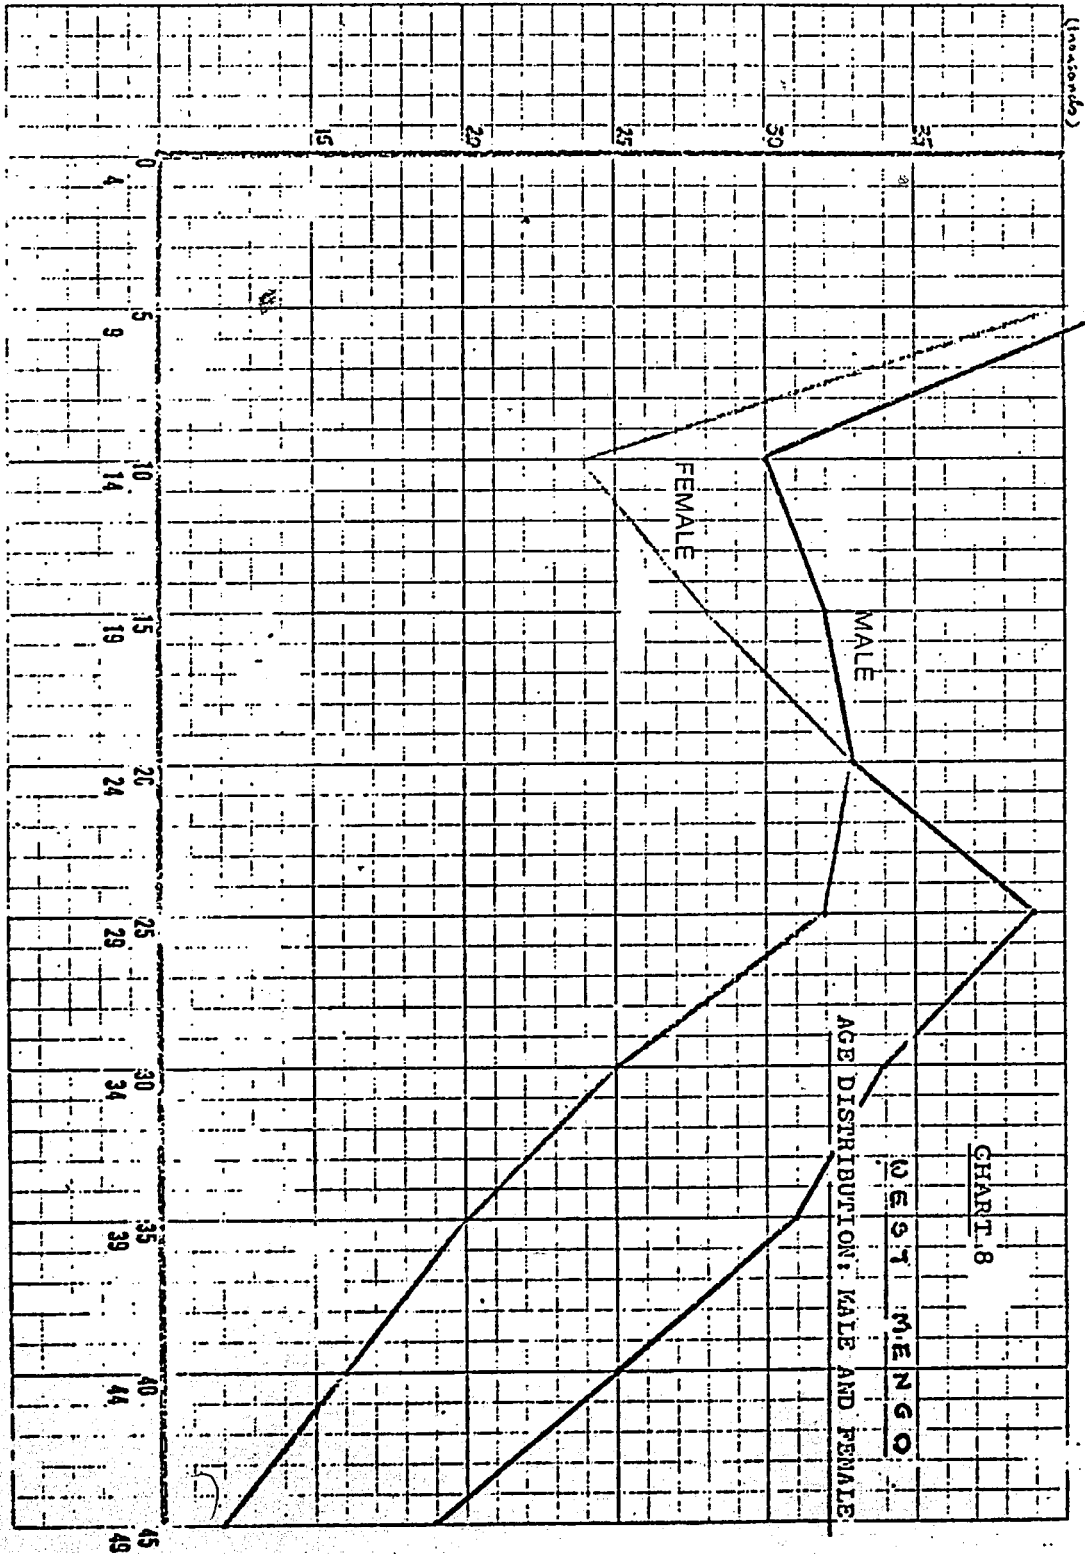 CHART 8
WEST MENGO
AGE DISTRIBUTION: MALE AND FEMALE
(Thousands)
35
30
25
20
15
MALE
FEMALE
0 5 10 15 20 25 30 35 40 45
4 9 14 19 24 29 34 39 44 49